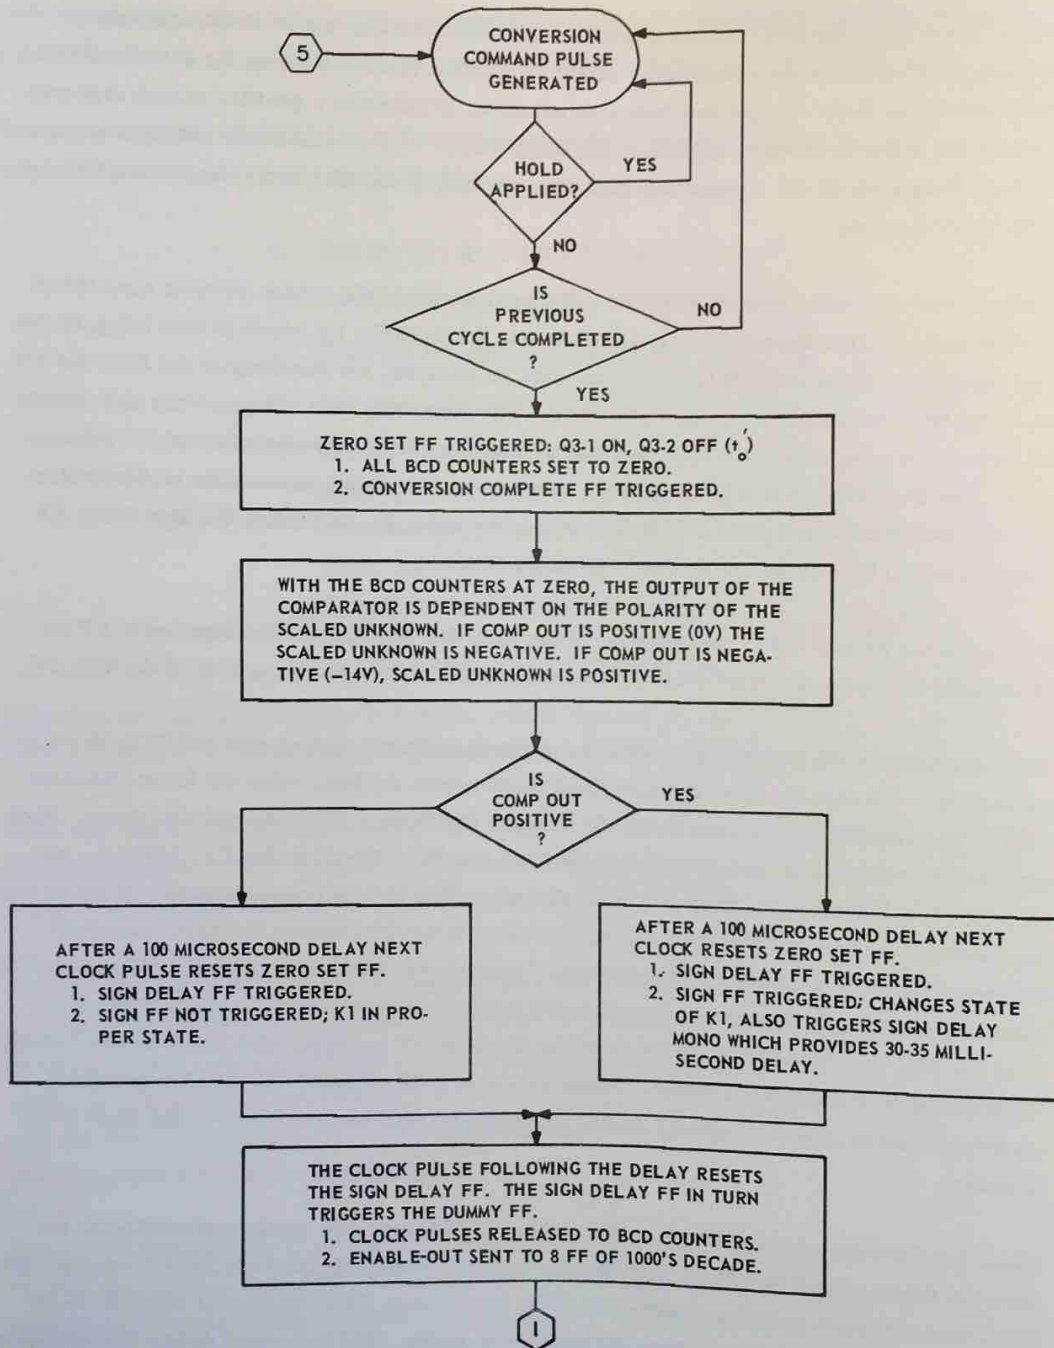 5
CONVERSION
COMMAND PULSE
GENERATED
HOLD
APPLIED?
YES
NO
IS
PREVIOUS
CYCLE COMPLETED
?
NO
YES
ZERO SET FF TRIGGERED: Q3-1 ON, Q3-2 OFF (t₀′)
1. ALL BCD COUNTERS SET TO ZERO.
2. CONVERSION COMPLETE FF TRIGGERED.
WITH THE BCD COUNTERS AT ZERO, THE OUTPUT OF THE
COMPARATOR IS DEPENDENT ON THE POLARITY OF THE
SCALED UNKNOWN. IF COMP OUT IS POSITIVE (0V) THE
SCALED UNKNOWN IS NEGATIVE. IF COMP OUT IS NEGA-
TIVE (-14V), SCALED UNKNOWN IS POSITIVE.
IS
COMP OUT
POSITIVE
?
YES
AFTER A 100 MICROSECOND DELAY NEXT
CLOCK PULSE RESETS ZERO SET FF.
1. SIGN DELAY FF TRIGGERED.
2. SIGN FF NOT TRIGGERED; K1 IN PRO-
PER STATE.
AFTER A 100 MICROSECOND DELAY NEXT
CLOCK RESETS ZERO SET FF.
1. SIGN DELAY FF TRIGGERED.
2. SIGN FF TRIGGERED; CHANGES STATE
OF K1, ALSO TRIGGERS SIGN DELAY
MONO WHICH PROVIDES 30-35 MILLI-
SECOND DELAY.
THE CLOCK PULSE FOLLOWING THE DELAY RESETS
THE SIGN DELAY FF. THE SIGN DELAY FF IN TURN
TRIGGERS THE DUMMY FF.
1. CLOCK PULSES RELEASED TO BCD COUNTERS.
2. ENABLE-OUT SENT TO 8 FF OF 1000'S DECADE.
1